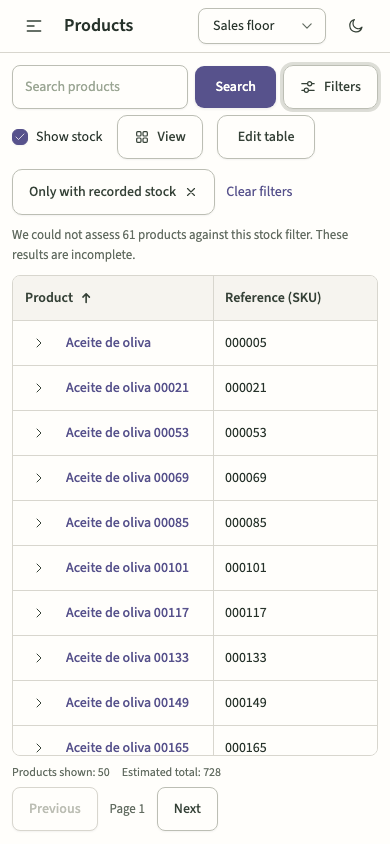 Products
Sales floor
Search products
Search
Filters
Show stock
View
Edit table
Only with recorded stock
Clear filters
We could not assess 61 products against this stock filter. These
results are incomplete.
Product Reference (SKU)
Aceite de oliva 000005
Aceite de oliva 00021 000021
Aceite de oliva 00053 000053
Aceite de oliva 00069 000069
Aceite de oliva 00085 000085
Aceite de oliva 00101 000101
Aceite de oliva 00117 000117
Aceite de oliva 00133 000133
Aceite de oliva 00149 000149
Aceite de oliva 00165 000165
Products shown: 50 Estimated total: 728
Previous Page 1 Next